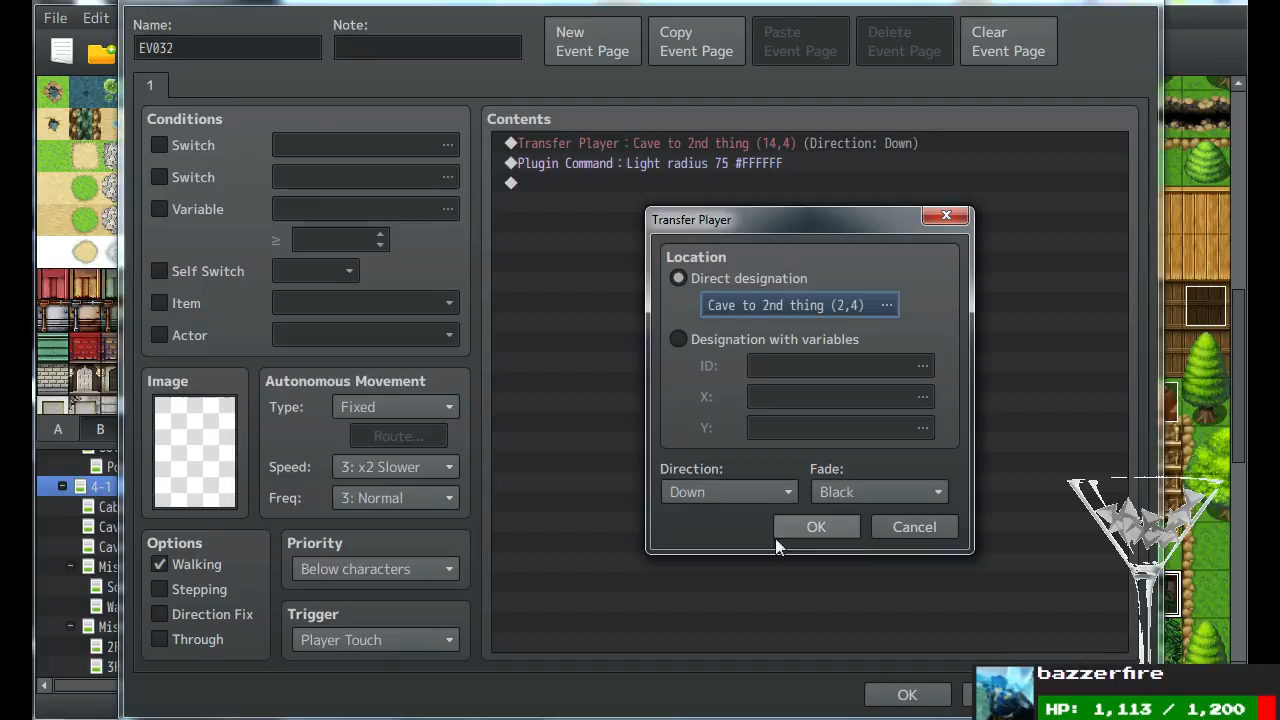 File Edit
Name:
EV032
Note:
New
Event Page
Copy
Event Page
Paste
Event Page
Delete
Event Page
Clear
Event Page
1
Conditions
Switch ...
Switch ...
Variable ...
≥
Self Switch
Item
Actor
Image
Autonomous Movement
Type: Fixed
Route...
Speed: 3: x2 Slower
Freq: 3: Normal
Options
Walking
Stepping
Direction Fix
Through
Priority
Below characters
Trigger
Player Touch
Contents
◆Transfer Player：Cave to 2nd thing (14,4) (Direction: Down)
◆Plugin Command：Light radius 75 #FFFFFF
◆
Transfer Player
Location
Direct designation
Cave to 2nd thing (2,4) ...
Designation with variables
ID: ...
X: ...
Y: ...
Direction:
Down
Fade:
Black
OK
Cancel
OK
A B
4-1
Cab
Cav
Cav
Mis
Mis
bazzerfire
HP: 1,113 / 1,200